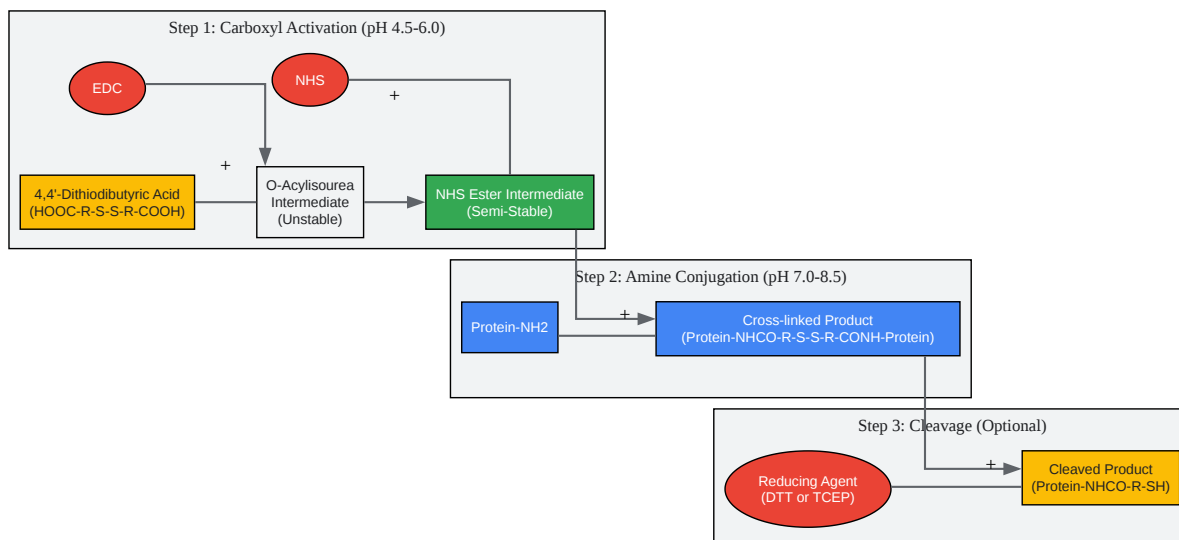 Step 1: Carboxyl Activation (pH 4.5-6.0)
EDC
NHS
+
+
4,4'-Dithiodibutyric Acid
(HOOC-R-S-S-R-COOH)
O-Acylisourea
Intermediate
(Unstable)
NHS Ester Intermediate
(Semi-Stable)
Step 2: Amine Conjugation (pH 7.0-8.5)
Protein-NH2
+
Cross-linked Product
(Protein-NHCO-R-S-S-R-CONH-Protein)
Step 3: Cleavage (Optional)
Reducing Agent
(DTT or TCEP)
+
Cleaved Product
(Protein-NHCO-R-SH)